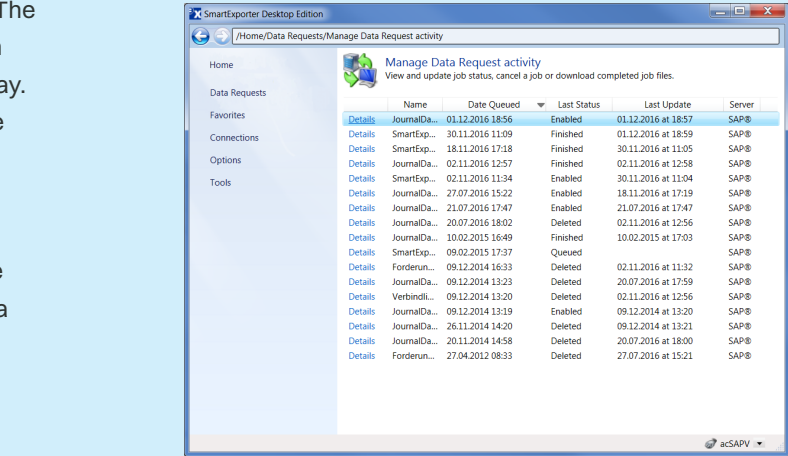 The
ay.
e
e
a
SmartExporter Desktop Edition
/Home/Data Requests/Manage Data Request activity
Home
Data Requests
Favorites
Connections
Options
Tools
Manage Data Request activity
View and update job status, cancel a job or download completed job files.
Name Date Queued Last Status Last Update Server
Details JournalDa... 01.12.2016 18:56 Enabled 01.12.2016 at 18:57 SAP®
Details SmartExp... 30.11.2016 11:09 Finished 01.12.2016 at 18:59 SAP®
Details SmartExp... 18.11.2016 17:18 Finished 30.11.2016 at 11:05 SAP®
Details JournalDa... 02.11.2016 12:57 Finished 02.11.2016 at 12:58 SAP®
Details SmartExp... 02.11.2016 11:34 Enabled 30.11.2016 at 11:04 SAP®
Details JournalDa... 27.07.2016 15:22 Enabled 18.11.2016 at 17:19 SAP®
Details JournalDa... 21.07.2016 17:47 Enabled 21.07.2016 at 17:47 SAP®
Details JournalDa... 20.07.2016 18:02 Deleted 02.11.2016 at 12:56 SAP®
Details JournalDa... 10.02.2015 16:49 Finished 10.02.2015 at 17:03 SAP®
Details SmartExp... 09.02.2015 17:37 Queued SAP®
Details Forderun... 09.12.2014 16:33 Deleted 02.11.2016 at 11:32 SAP®
Details JournalDa... 09.12.2014 13:23 Deleted 20.07.2016 at 17:59 SAP®
Details Verbindli... 09.12.2014 13:20 Deleted 02.11.2016 at 12:56 SAP®
Details JournalDa... 09.12.2014 13:19 Enabled 09.12.2014 at 13:20 SAP®
Details JournalDa... 26.11.2014 14:20 Deleted 09.12.2014 at 13:21 SAP®
Details JournalDa... 20.11.2014 14:58 Deleted 20.07.2016 at 18:00 SAP®
Details Forderun... 27.04.2012 08:33 Deleted 27.07.2016 at 15:21 SAP®
acSAPV